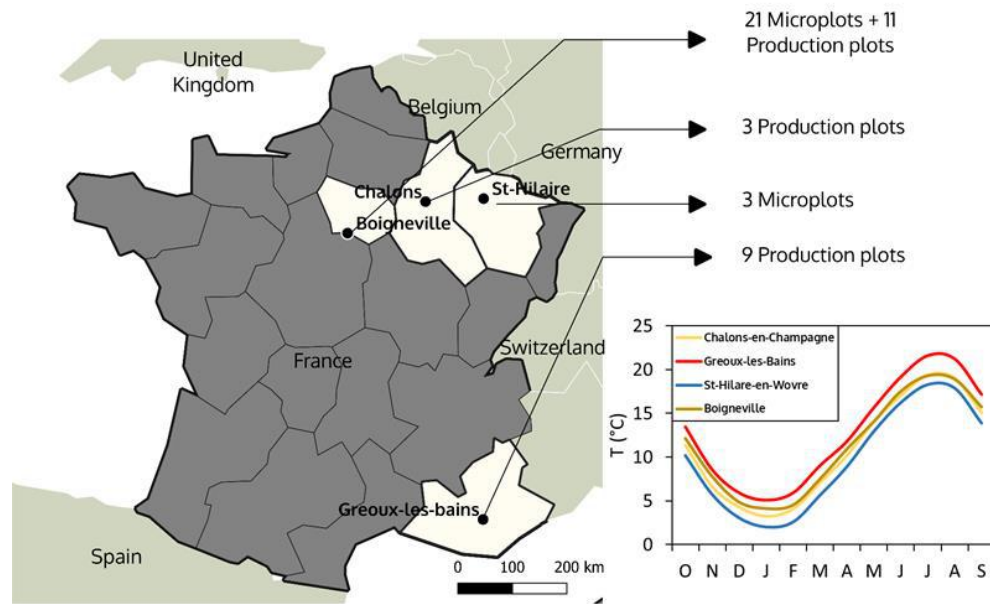 21 Microplots + 11
Production plots
United
Kingdom
Belgium
3 Production plots
Germany
Chalons
St-Hilaire
3 Microplots
Boigneville
9 Production plots
France
Switzerland
Greoux-les-bains
Spain
0 100 200 km
25
20
15
10
5
0
T (°C)
Chalons-en-Champagne
Greoux-les-Bains
St-Hilare-en-Wovre
Boigneville
O N D J F M A M J J A S